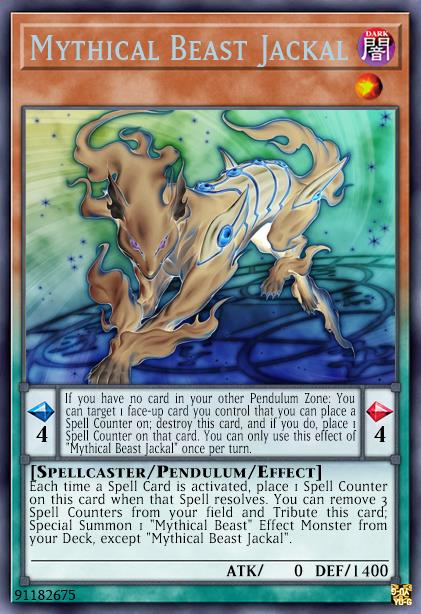 Mythical Beast Jackal
DARK
闇
If you have no card in your other Pendulum Zone: You
can target 1 face-up card you control that you can place a
Spell Counter on; destroy this card, and if you do, place 1
Spell Counter on that card. You can only use this effect of
"Mythical Beast Jackal" once per turn.
4
4
[Spellcaster/Pendulum/Effect]
Each time a Spell Card is activated, place 1 Spell Counter
on this card when that Spell resolves. You can remove 3
Spell Counters from your field and Tribute this card;
Special Summon 1 "Mythical Beast" Effect Monster from
your Deck, except "Mythical Beast Jackal".
ATK/ 0 DEF/1400
91182675